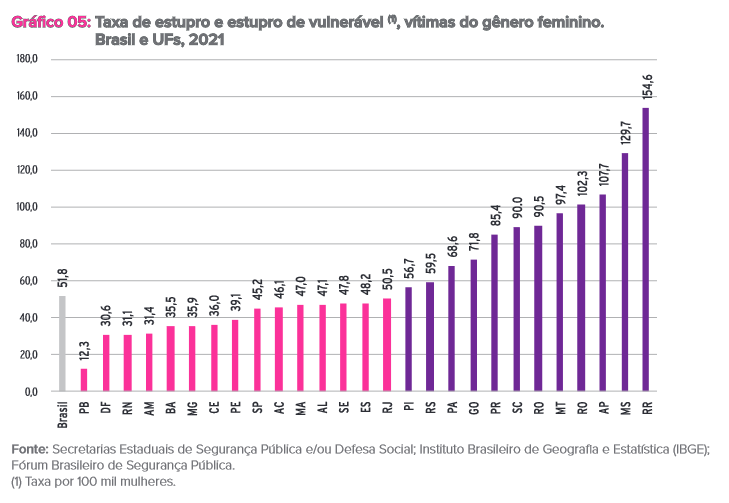 Gráfico 05: Taxa de estupro e estupro de vulnerável (1), vítimas do gênero feminino.
Brasil e UFs, 2021
180,0
160,0
140,0
120,0
100,0
80,0
60,0
40,0
20,0
0,0
51,8
12,3
30,6
31,1
31,4
35,5
35,9
36,0
39,1
45,2
46,1
47,0
47,1
47,8
48,2
50,5
56,7
59,5
68,6
71,8
85,4
90.0
90,5
97,4
102,3
107,7
129,7
154,6
Brasil
PB
DF
RN
AM
BA
MG
CE
PE
SP
AC
MA
AL
SE
ES
RJ
PI
RS
PA
GO
PR
SC
RO
MT
RO
AP
MS
RR
Fonte: Secretarias Estaduais de Segurança Pública e/ou Defesa Social; Instituto Brasileiro de Geografia e Estatística (IBGE);
Fórum Brasileiro de Segurança Pública.
(1) Taxa por 100 mil mulheres.